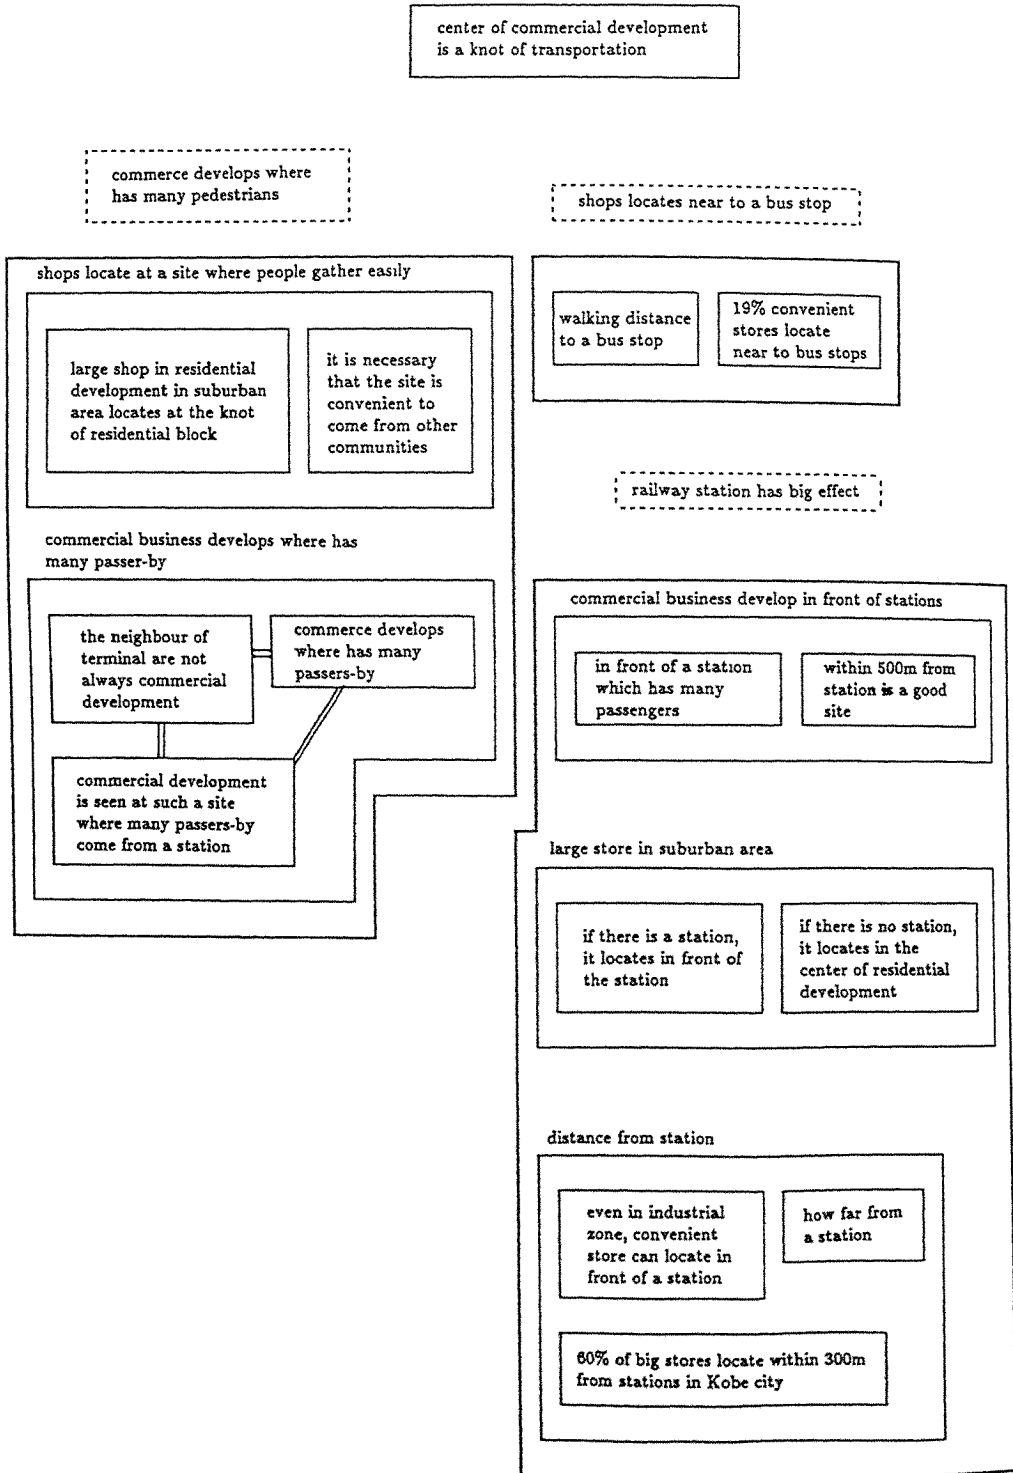 center of commercial development
is a knot of transportation
commerce develops where
has many pedestrians
shops locates near to a bus stop
shops locate at a site where people gather easily
large shop in residential
development in suburban
area locates at the knot
of residential block
it is necessary
that the site is
convenient to
come from other
communities
walking distance
to a bus stop
19% convenient
stores locate
near to bus stops
railway station has big effect
commercial business develops where has
many passer-by
the neighbour of
terminal are not
always commercial
development
commerce develops
where has many
passers-by
commercial development
is seen at such a site
where many passers-by
come from a station
commercial business develop in front of stations
in front of a station
which has many
passengers
within 500m from
station is a good
site
large store in suburban area
if there is a station,
it locates in front of
the station
if there is no station,
it locates in the
center of residential
development
distance from station
even in industrial
zone, convenient
store can locate in
front of a station
how far from
a station
60% of big stores locate within 300m
from stations in Kobe city